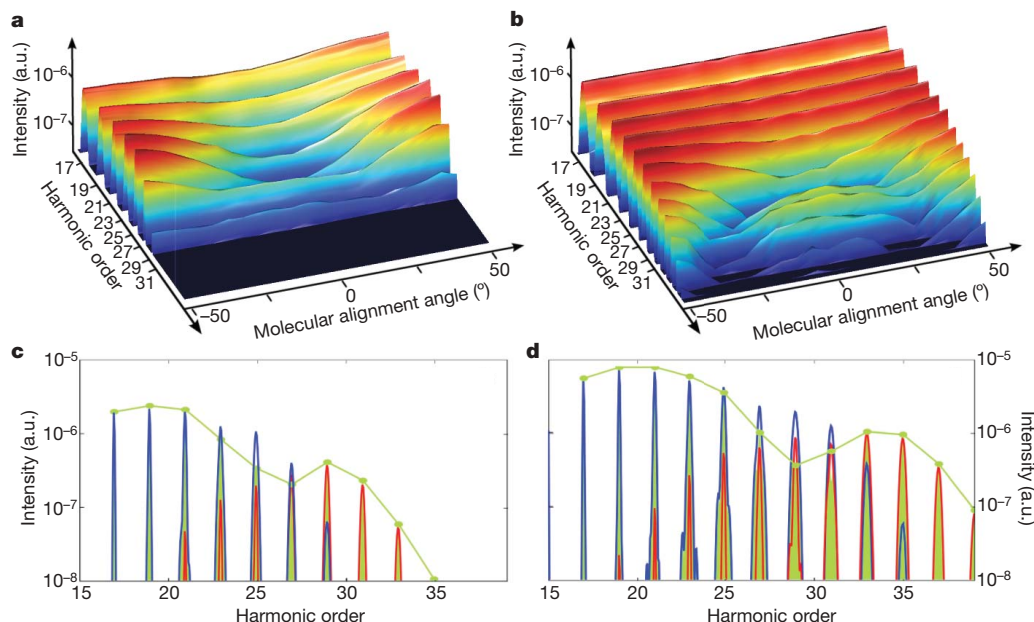 a
Intensity (a.u.)
10⁻⁶
10⁻⁷
17
19
21
23
25
27
29
31
Harmonic order
–50
0
50
Molecular alignment angle (º)
b
Intensity (a.u.)
10⁻⁶
10⁻⁷
17
19
21
23
25
27
29
31
Harmonic order
–50
0
50
Molecular alignment angle (º)
c
Intensity (a.u.)
10⁻⁵
10⁻⁶
10⁻⁷
10⁻⁸
15 20 25 30 35
Harmonic order
d
10⁻⁵
10⁻⁶
10⁻⁷
10⁻⁸
Intensity (a.u.)
15 20 25 30 35
Harmonic order